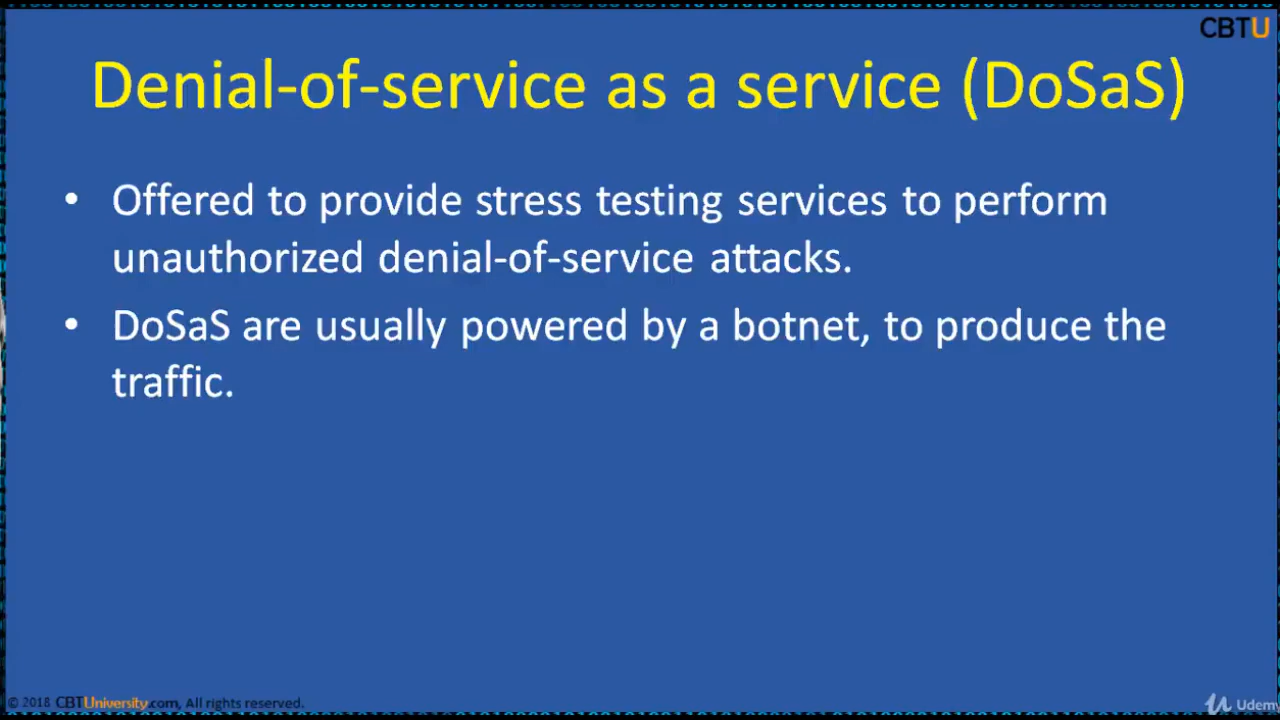 CBTU
Denial-of-service as a service (DoSaS)
• Offered to provide stress testing services to perform
unauthorized denial-of-service attacks.
• DoSaS are usually powered by a botnet, to produce the
traffic.
© 2018 CBTUniversity.com, All rights reserved.